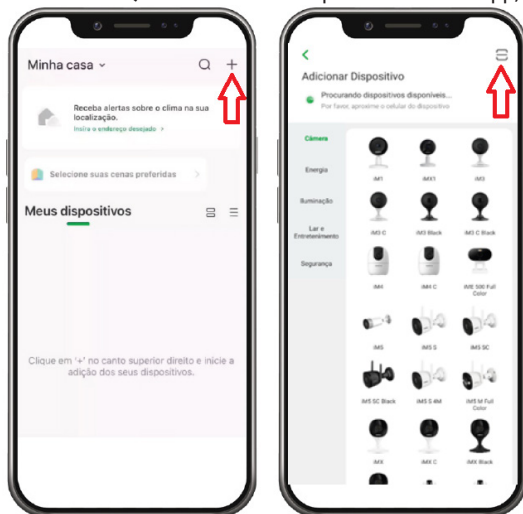 Minha casa
Receba alertas sobre o clima na sua
localização.
Insira o endereço desejado >
Selecione suas cenas preferidas >
Meus dispositivos
Clique em '+' no canto superior direito e inicie a
adição dos seus dispositivos.
Adicionar Dispositivo
Procurando dispositivos disponíveis...
Por favor, aproxime o celular do dispositivo
Câmera
Energia
Iluminação
Lar e
Entretenimento
Segurança
iM1 iMX1 iM3
iM3 C iM3 Black iM3 C Black
iM4 iM4 C iME 500 Full
Color
iM5 iM5 S iM5 SC
iM5 SC Black iM5 S 4M iM5 M Full
Color
iMX iMX C iMX Black